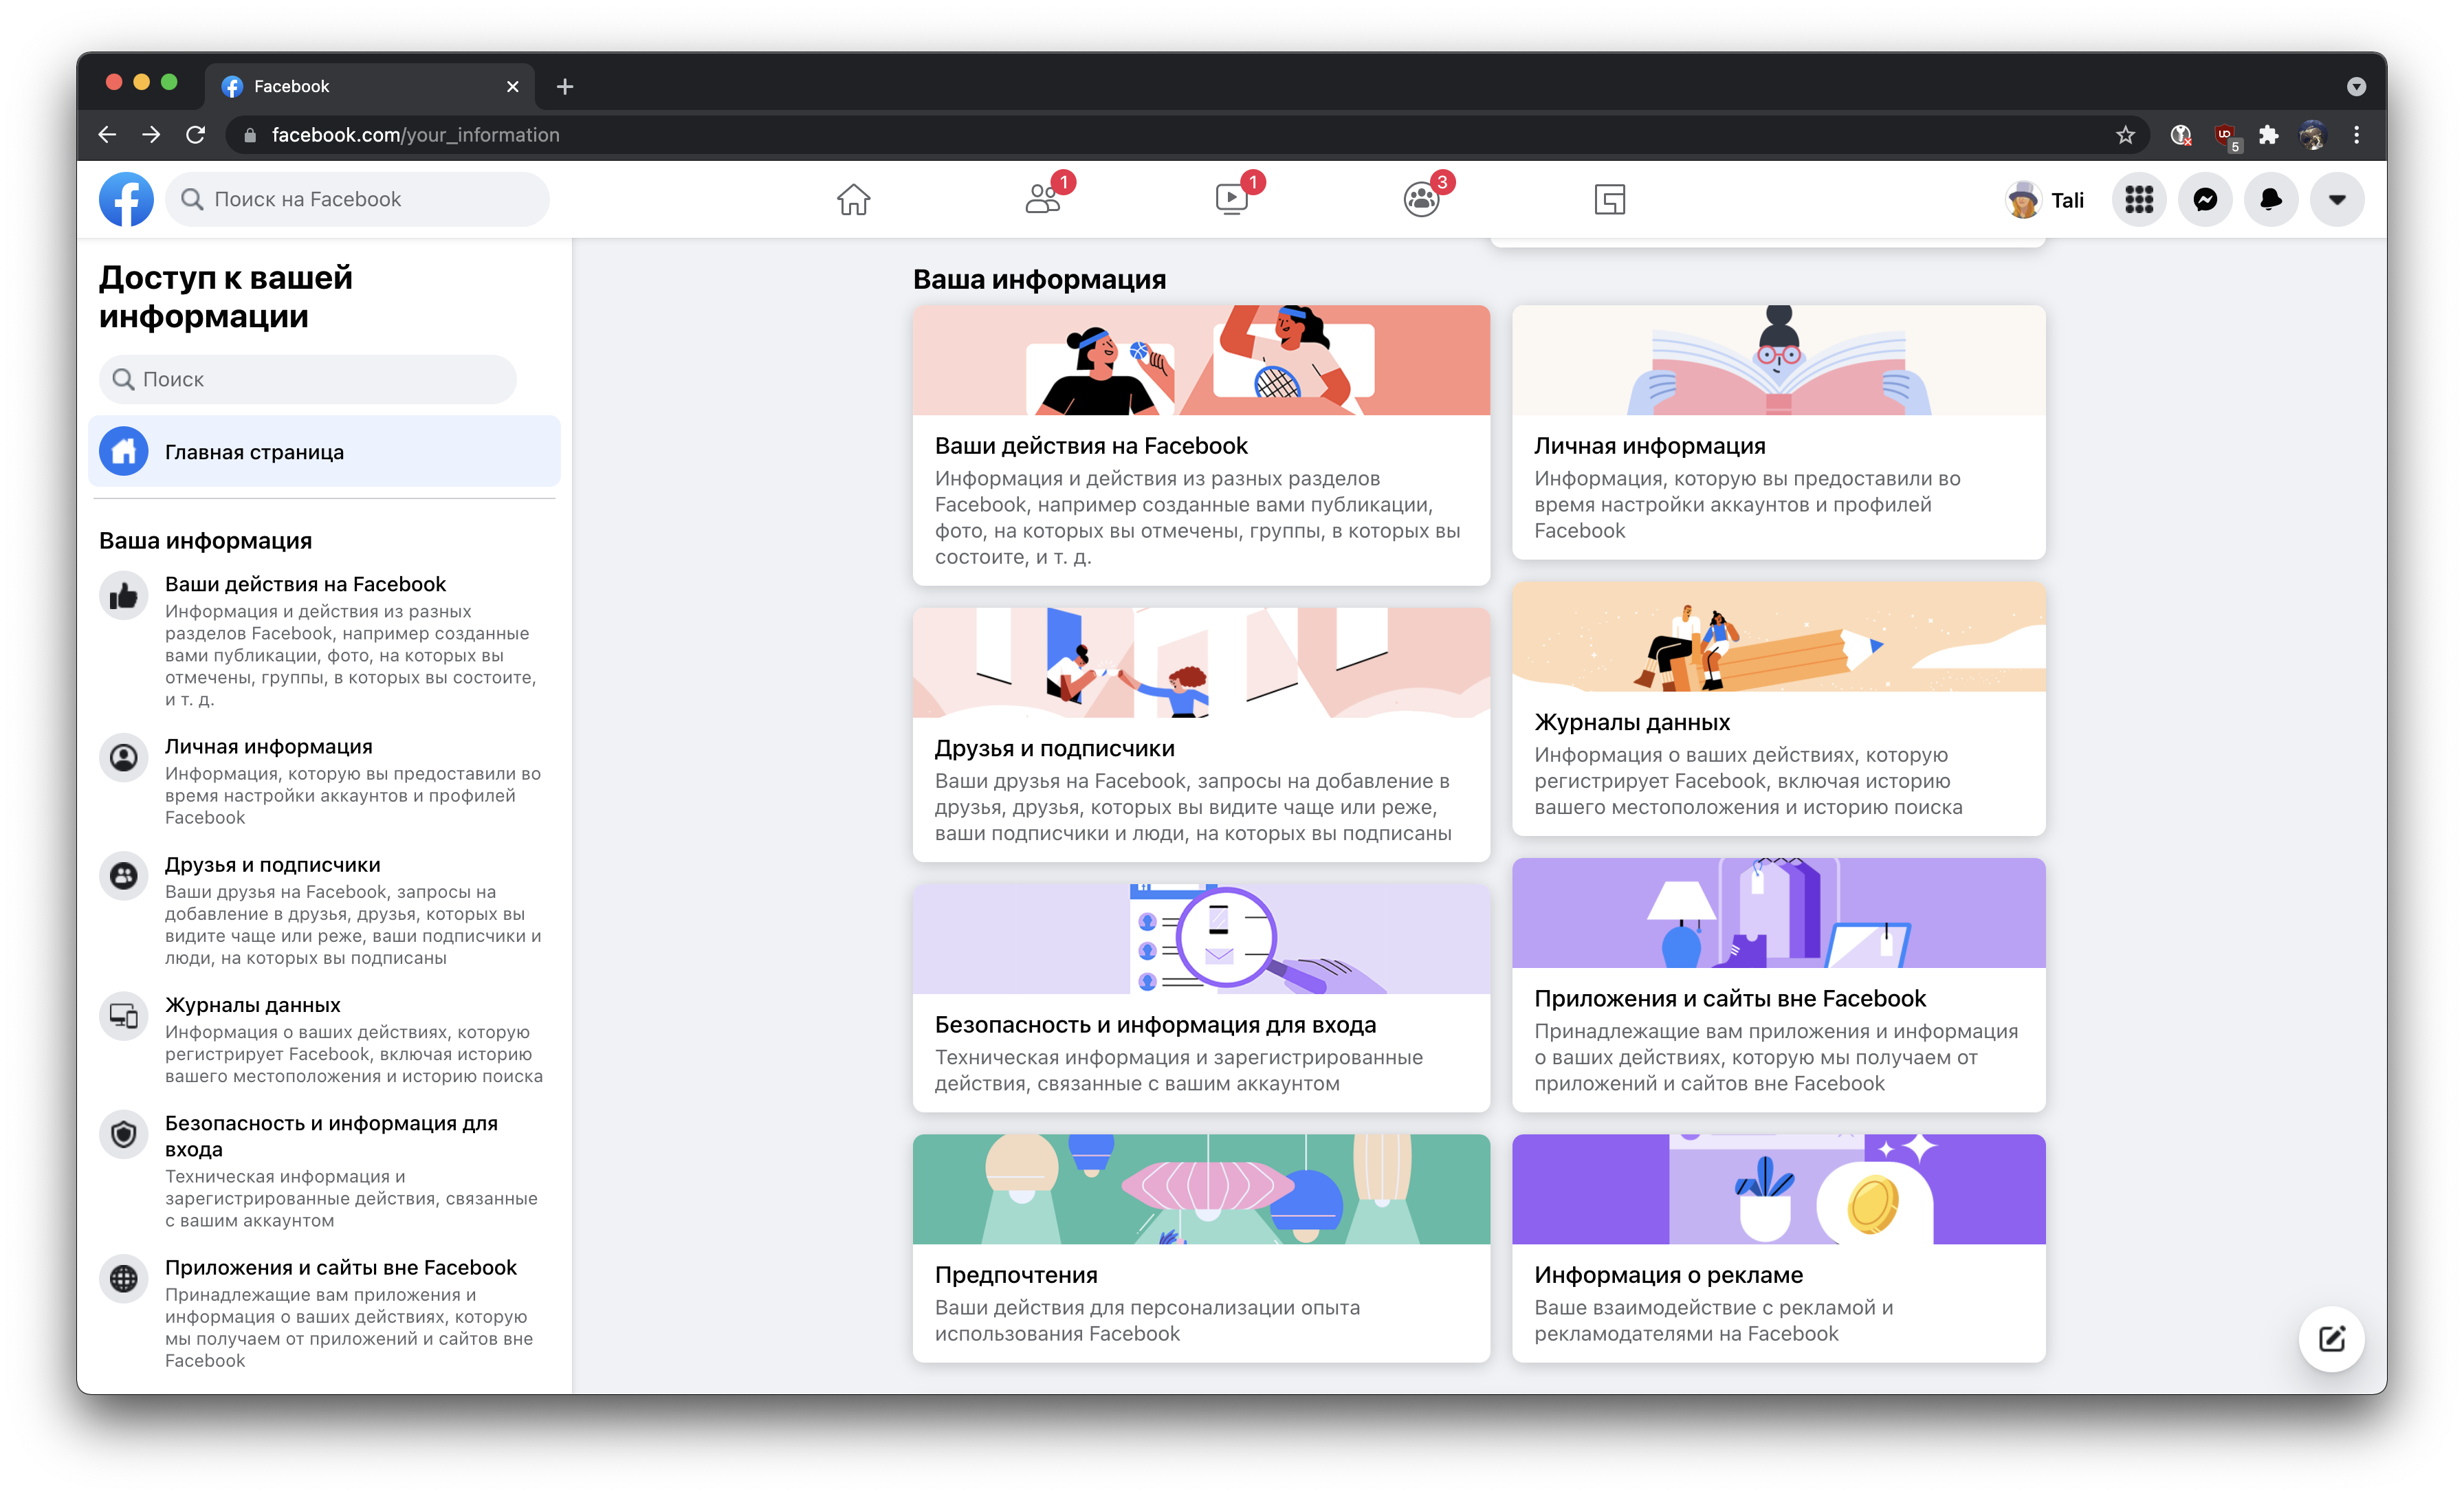 Facebook
facebook.com/your_information
5
Поиск на Facebook
1
1
3
Tali
Доступ к вашей
информации
Поиск
Главная страница
Ваша информация
Ваши действия на Facebook
Информация и действия из разных
разделов Facebook, например созданные
вами публикации, фото, на которых вы
отмечены, группы, в которых вы состоите,
и т. д.
Личная информация
Информация, которую вы предоставили во
время настройки аккаунтов и профилей
Facebook
Друзья и подписчики
Ваши друзья на Facebook, запросы на
добавление в друзья, друзья, которых вы
видите чаще или реже, ваши подписчики и
люди, на которых вы подписаны
Журналы данных
Информация о ваших действиях, которую
регистрирует Facebook, включая историю
вашего местоположения и историю поиска
Безопасность и информация для
входа
Техническая информация и
зарегистрированные действия, связанные
с вашим аккаунтом
Приложения и сайты вне Facebook
Принадлежащие вам приложения и
информация о ваших действиях, которую
мы получаем от приложений и сайтов вне
Facebook
Ваша информация
Ваши действия на Facebook
Информация и действия из разных разделов
Facebook, например созданные вами публикации,
фото, на которых вы отмечены, группы, в которых вы
состоите, и т. д.
Личная информация
Информация, которую вы предоставили во
время настройки аккаунтов и профилей
Facebook
Друзья и подписчики
Ваши друзья на Facebook, запросы на добавление в
друзья, друзья, которых вы видите чаще или реже,
ваши подписчики и люди, на которых вы подписаны
Журналы данных
Информация о ваших действиях, которую
регистрирует Facebook, включая историю
вашего местоположения и историю поиска
Безопасность и информация для входа
Техническая информация и зарегистрированные
действия, связанные с вашим аккаунтом
Приложения и сайты вне Facebook
Принадлежащие вам приложения и информация
о ваших действиях, которую мы получаем от
приложений и сайтов вне Facebook
Предпочтения
Ваши действия для персонализации опыта
использования Facebook
Информация о рекламе
Ваше взаимодействие с рекламой и
рекламодателями на Facebook